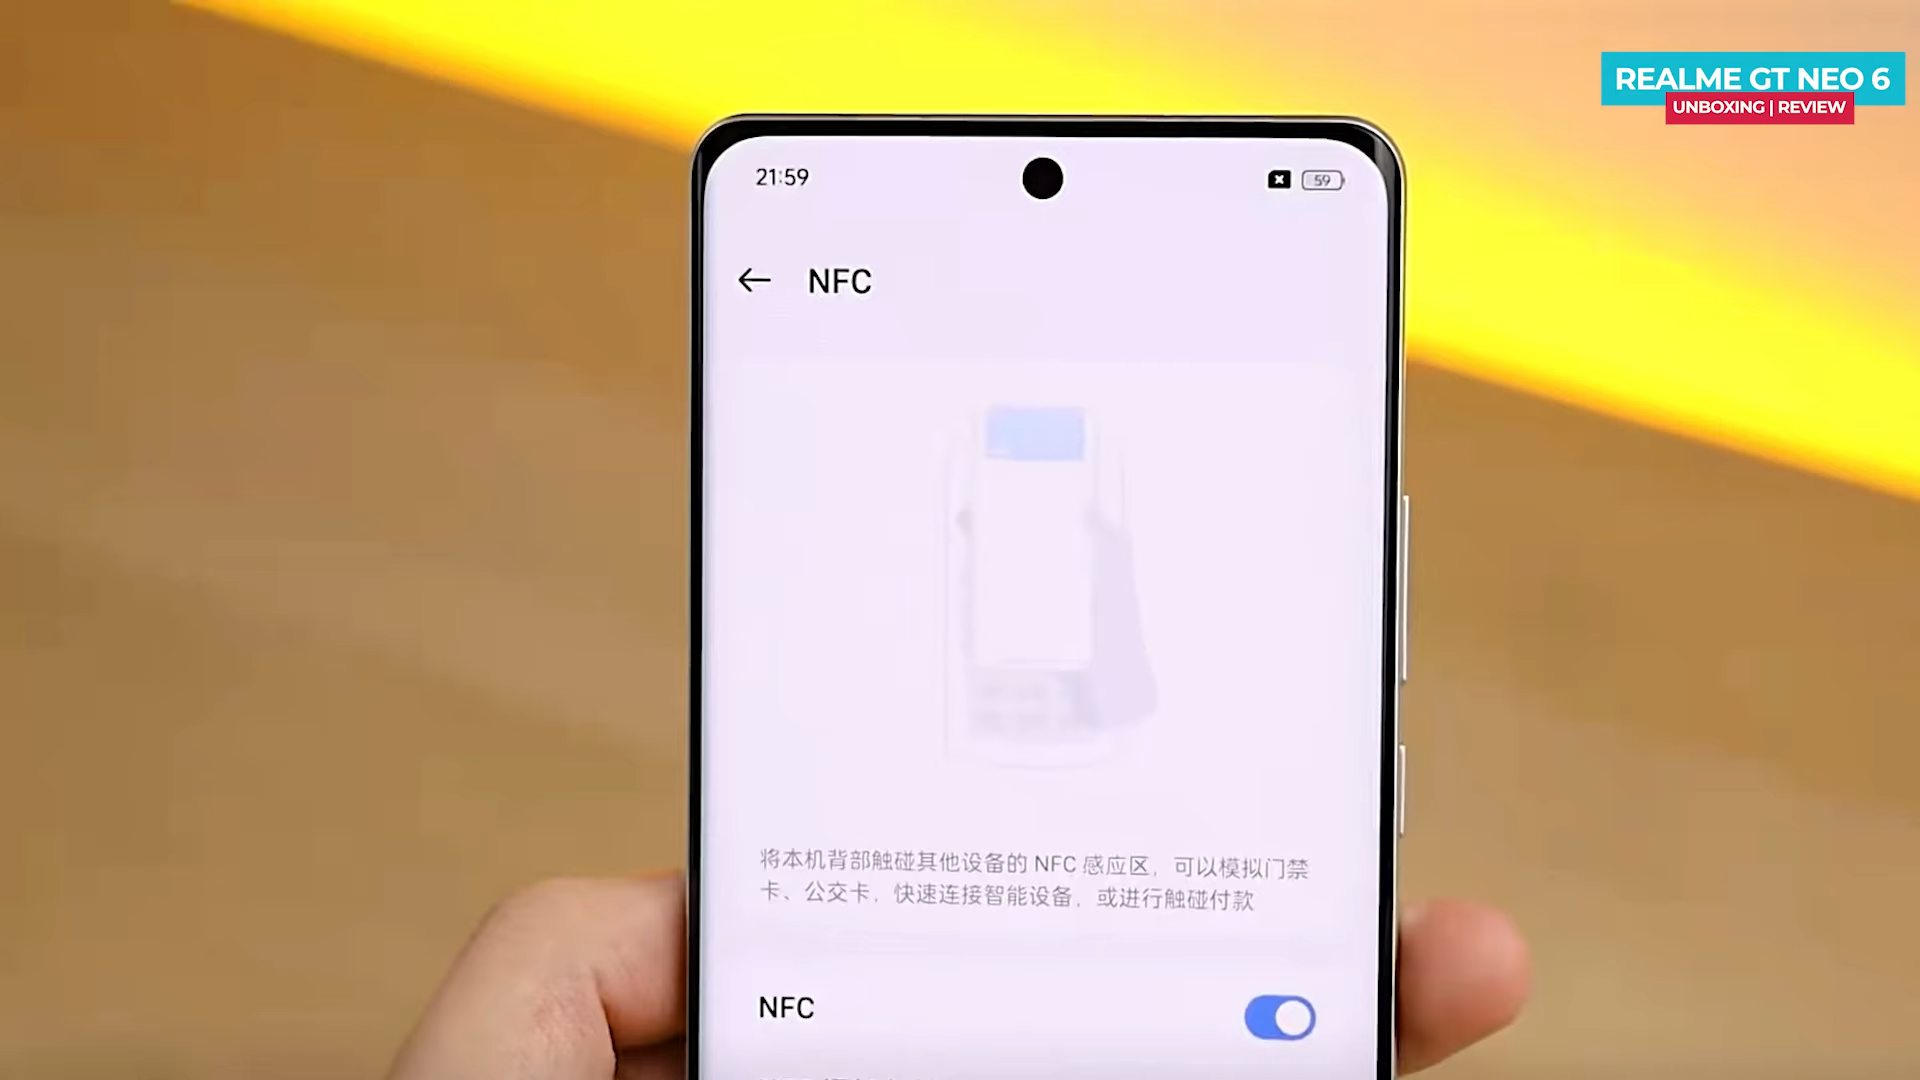 REALME GT NEO 6
UNBOXING | REVIEW
21:59
59
NFC
将本机背部触碰其他设备的 NFC 感应区，可以模拟门禁
卡、公交卡，快速连接智能设备，或进行触碰付款
NFC